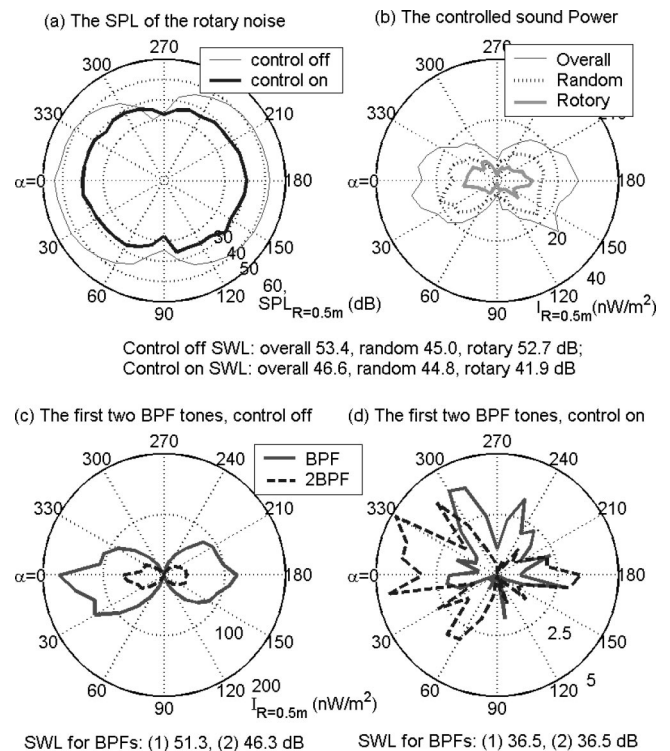 (a) The SPL of the rotary noise
270
300
330
α=0
30
60
90
120
150
180
210
control off
control on
30
40
50
60,
SPL R=0.5m (dB)
(b) The controlled sound Power
270
300
330
α=0
30
60
90
120
150
180
210
Overall
Random
Rotory
20
40
I R=0.5m (nW/m²)
Control off SWL: overall 53.4, random 45.0, rotary 52.7 dB;
Control on SWL: overall 46.6, random 44.8, rotary 41.9 dB
(c) The first two BPF tones, control off
270
300
330
α=0
30
60
90
120
150
180
210
240
BPF
2BPF
100
200
I R=0.5m (nW/m²)
SWL for BPFs: (1) 51.3, (2) 46.3 dB
(d) The first two BPF tones, control on
270
300
330
α=0
30
60
90
120
150
180
210
240
2.5
5
SWL for BPFs: (1) 36.5, (2) 36.5 dB